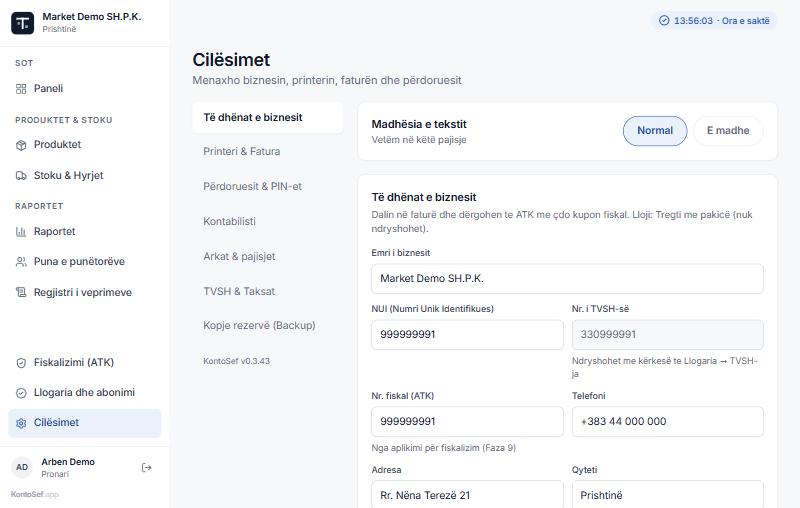 Market Demo SH.P.K.
Prishtinë
SOT
Paneli
PRODUKTET & STOKU
Produktet
Stoku & Hyrjet
RAPORTET
Raportet
Puna e punëtorëve
Regjistri i veprimeve
Fiskalizimi (ATK)
Llogaria dhe abonimi
Cilësimet
AD
Arben Demo
Pronari
KontoSef.app
13:56:03 · Ora e saktë
Cilësimet
Menaxho biznesin, printerin, faturën dhe përdoruesit
Të dhënat e biznesit
Printeri & Fatura
Përdoruesit & PIN-et
Kontabilisti
Arkat & pajisjet
TVSH & Taksat
Kopje rezervë (Backup)
KontoSef v0.3.43
Madhësia e tekstit
Vetëm në këtë pajisje
Normal
E madhe
Të dhënat e biznesit
Dalin në faturë dhe dërgohen te ATK me çdo kupon fiskal. Lloji: Tregti me pakicë (nuk
ndryshohet).
Emri i biznesit
Market Demo SH.P.K.
NUI (Numri Unik Identifikues)
999999991
Nr. i TVSH-së
330999991
Ndryshohet me kërkesë te Llogaria → TVSH-
ja
Nr. fiskal (ATK)
999999991
Nga aplikimi për fiskalizim (Faza 9)
Telefoni
+383 44 000 000
Adresa
Rr. Nëna Terezë 21
Qyteti
Prishtinë